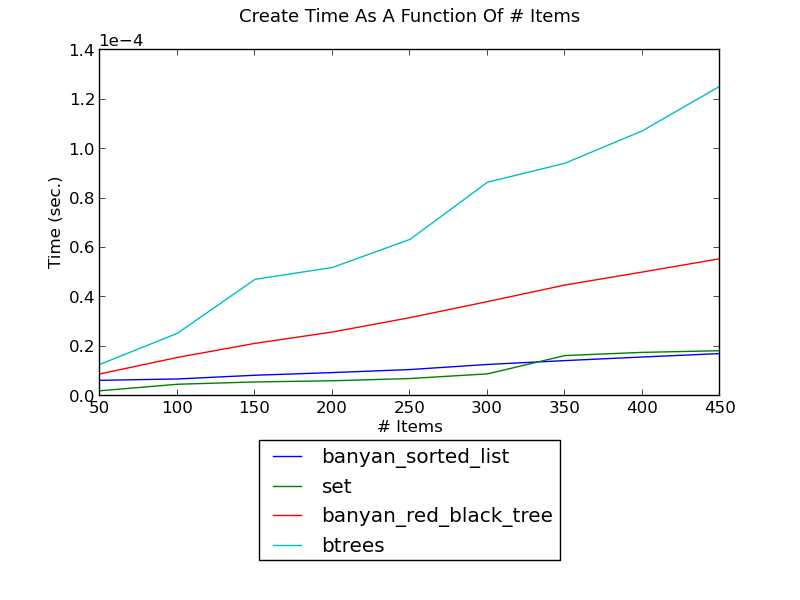 Create Time As A Function Of # Items
1e−4
1.4
1.2
1.0
0.8
0.6
0.4
0.2
0.0
Time (sec.)
50 100 150 200 250 300 350 400 450
# Items
banyan_sorted_list
set
banyan_red_black_tree
btrees